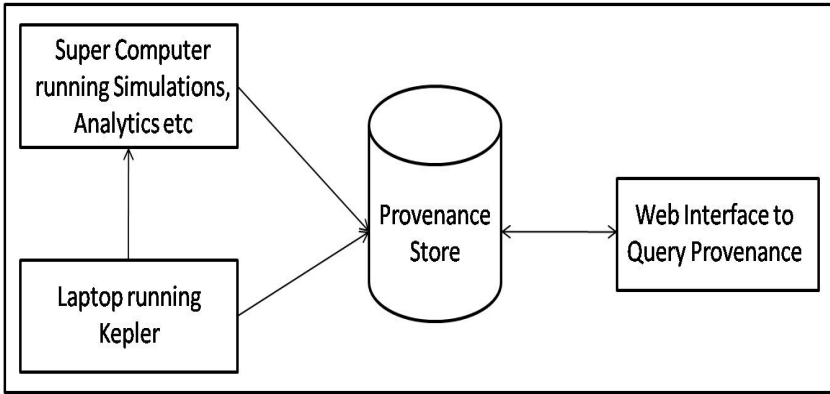 Super Computer
running Simulations,
Analytics etc
Laptop running
Kepler
Provenance
Store
Web Interface to
Query Provenance